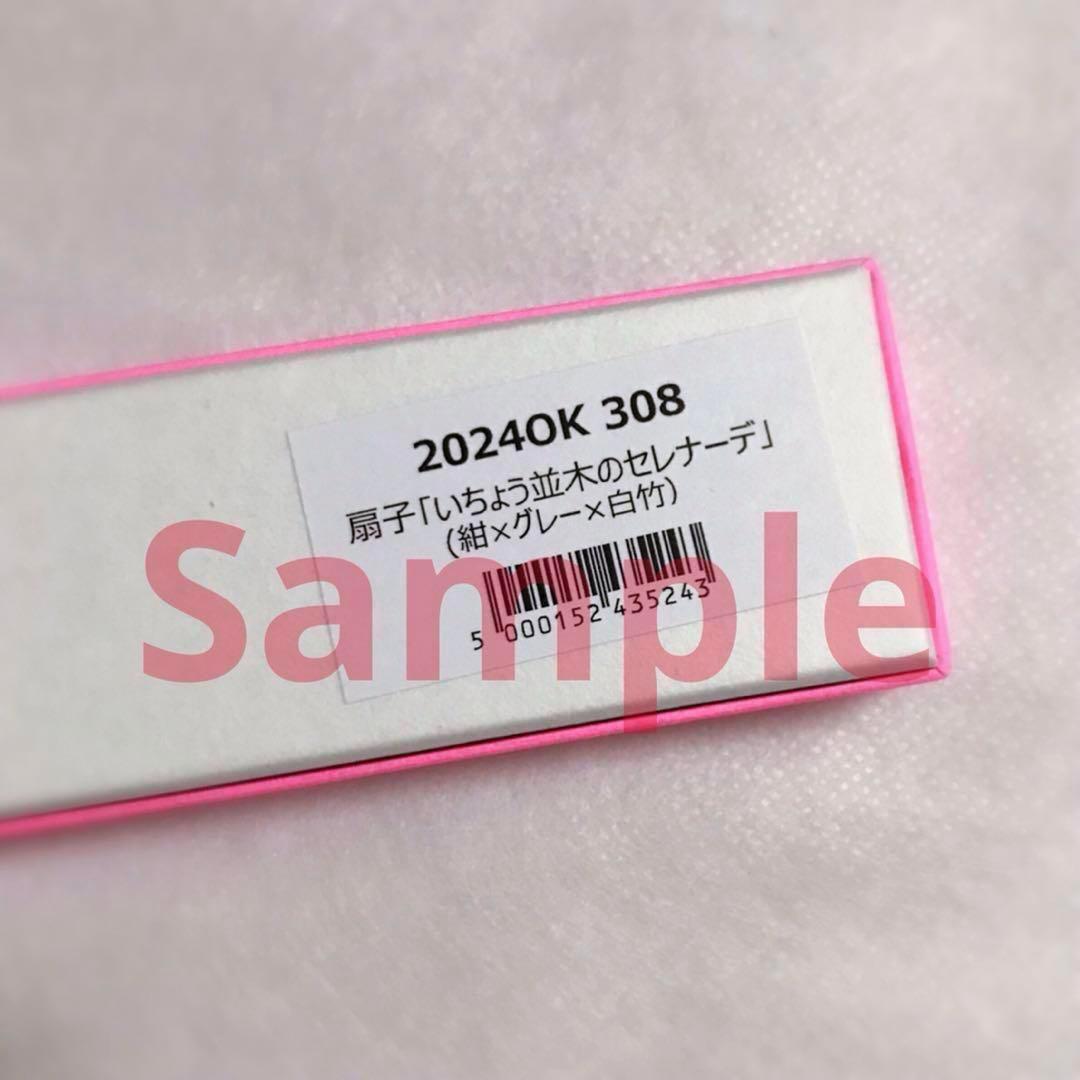 2024OK 308
扇子「いちょう並木のセレナーデ」
(紺×グレー×白竹)
5 000152 435243
Sample